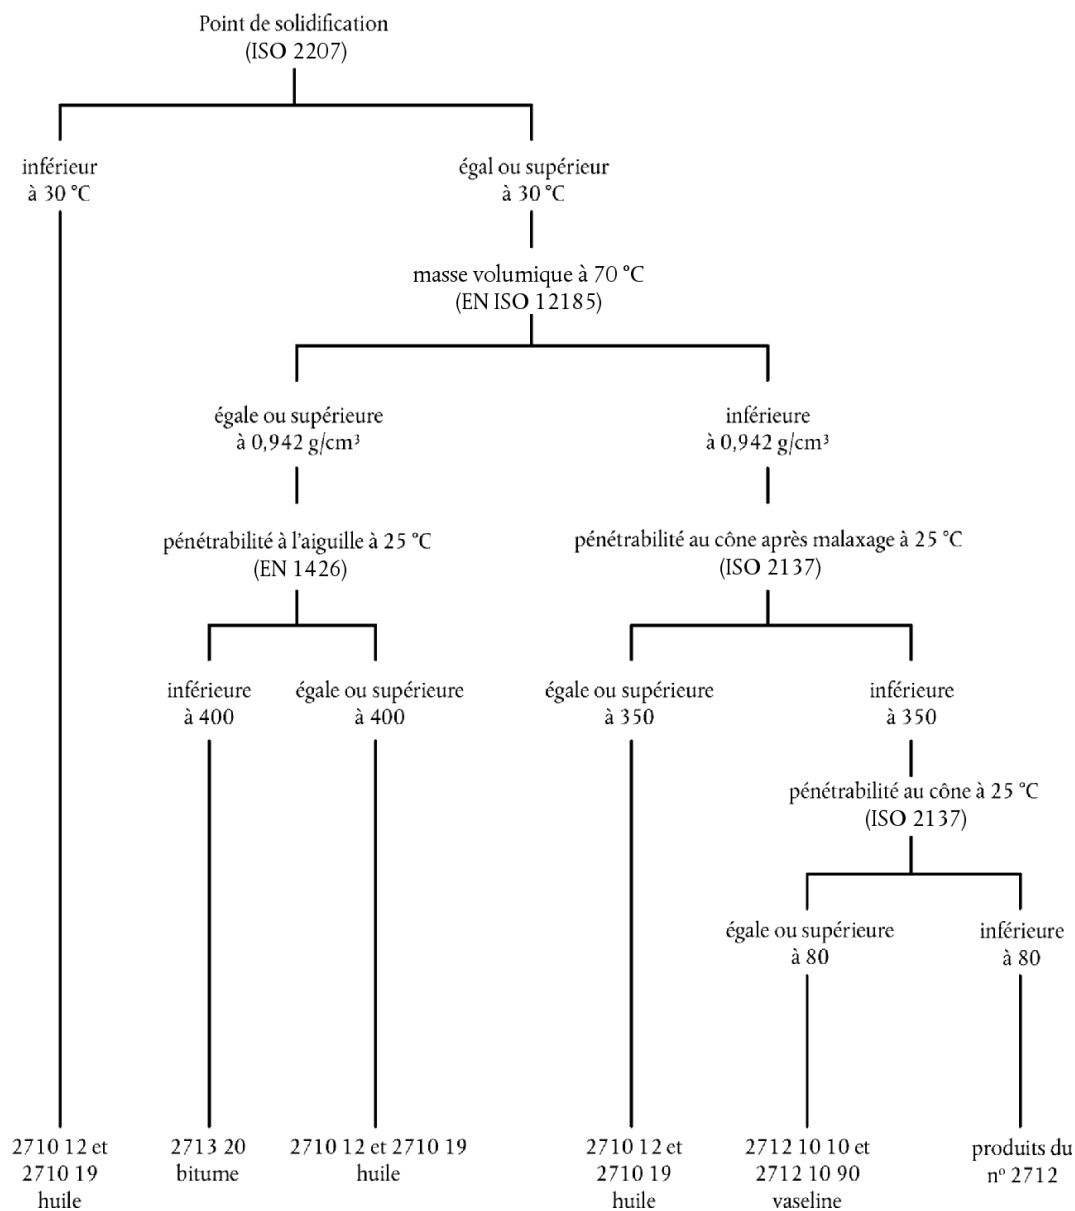 Point de solidification
(ISO 2207)
inférieur
à 30 °C
égal ou supérieur
à 30 °C
masse volumique à 70 °C
(EN ISO 12185)
égale ou supérieure
à 0,942 g/cm³
inférieure
à 0,942 g/cm³
pénétrabilité à l'aiguille à 25 °C
(EN 1426)
pénétrabilité au cône après malaxage à 25 °C
(ISO 2137)
inférieure
à 400
égale ou supérieure
à 400
égale ou supérieure
à 350
inférieure
à 350
pénétrabilité au cône à 25 °C
(ISO 2137)
égale ou supérieure
à 80
inférieure
à 80
2710 12 et
2710 19
huile
2713 20
bitume
2710 12 et 2710 19
huile
2710 12 et
2710 19
huile
2712 10 10 et
2712 10 90
vaseline
produits du
nº 2712